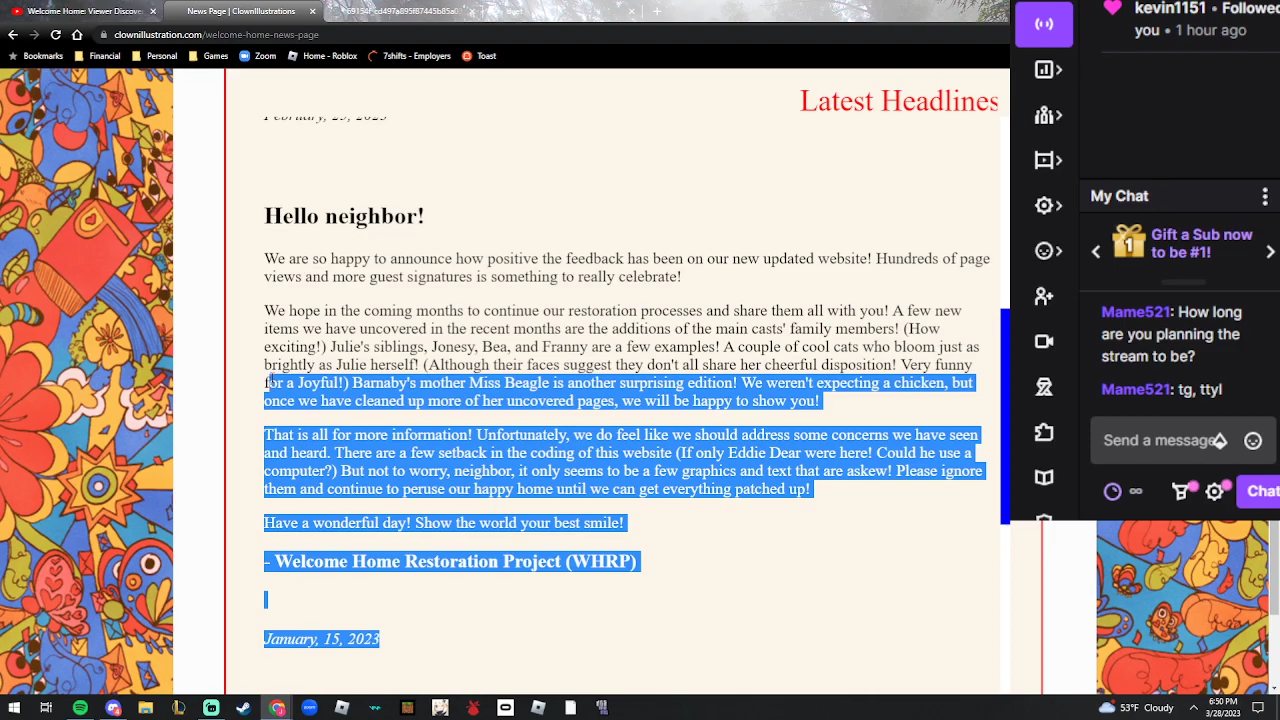 Welcome Home Restora
Welcome Home Discover
News Page
69154f_cd497a895f87445b85a0
clownillustration.com/welcome-home-news-page
Bookmarks
Financial
Personal
Games
Zoom
Home - Roblox
7shifts - Employers
Toast
Latest Headlines
Hello neighbor!
We are so happy to announce how positive the feedback has been on our new updated website! Hundreds of page
views and more guest signatures is something to really celebrate!
We hope in the coming months to continue our restoration processes and share them all with you! A few new
items we have uncovered in the recent months are the additions of the main casts' family members! (How
exciting!) Julie's siblings, Jonesy, Bea, and Franny are a few examples! A couple of cool cats who bloom just as
brightly as Julie herself! (Although their faces suggest they don't all share her cheerful disposition! Very funny
for a Joyful!) Barnaby's mother Miss Beagle is another surprising edition! We weren't expecting a chicken, but
once we have cleaned up more of her uncovered pages, we will be happy to show you!
That is all for more information! Unfortunately, we do feel like we should address some concerns we have seen
and heard. There are a few setback in the coding of this website (If only Eddie Dear were here! Could he use a
computer?) But not to worry, neighbor, it only seems to be a few graphics and text that are askew! Please ignore
them and continue to peruse our happy home until we can get everything patched up!
Have a wonderful day! Show the world your best smile!
- Welcome Home Restoration Project (WHRP)
January, 15, 2023
kevin1151 • Followed
you • 1 hour ago
My Chat
1
Gift a Sub now
to be #1!
Mame521: How long
are you planning the
stream for today?
Mame521: tg, ttyl
Send a message
Chat
53°F Cloudy
6:50 PM
3/28/2023